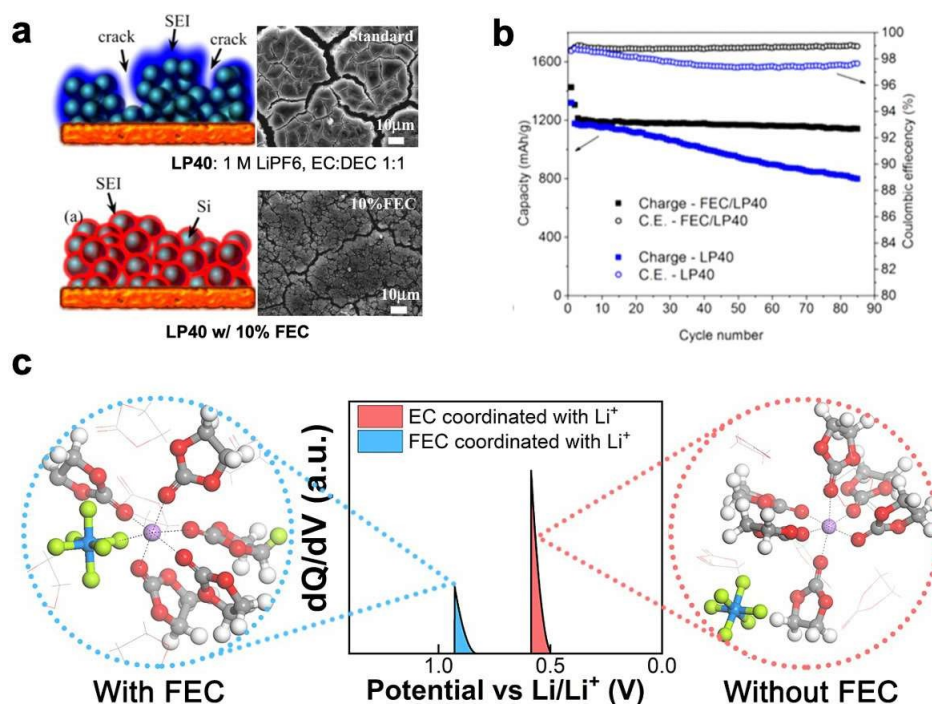 a
SEI
crack
crack
Standard
10μm
LP40: 1 M LiPF6, EC:DEC 1:1
SEI
(a)
Si
10%FEC
10μm
LP40 w/ 10% FEC
b
1600
1200
800
400
0
Capacity (mAh/g)
100
98
96
94
92
90
88
86
84
82
80
Coulombic effiecency (%)
Charge - FEC/LP40
C.E. - FEC/LP40
Charge - LP40
C.E. - LP40
0 10 20 30 40 50 60 70 80 90
Cycle number
c
EC coordinated with Li⁺
FEC coordinated with Li⁺
dQ/dV (a.u.)
1.0 0.5 0.0
Potential vs Li/Li⁺ (V)
With FEC
Without FEC